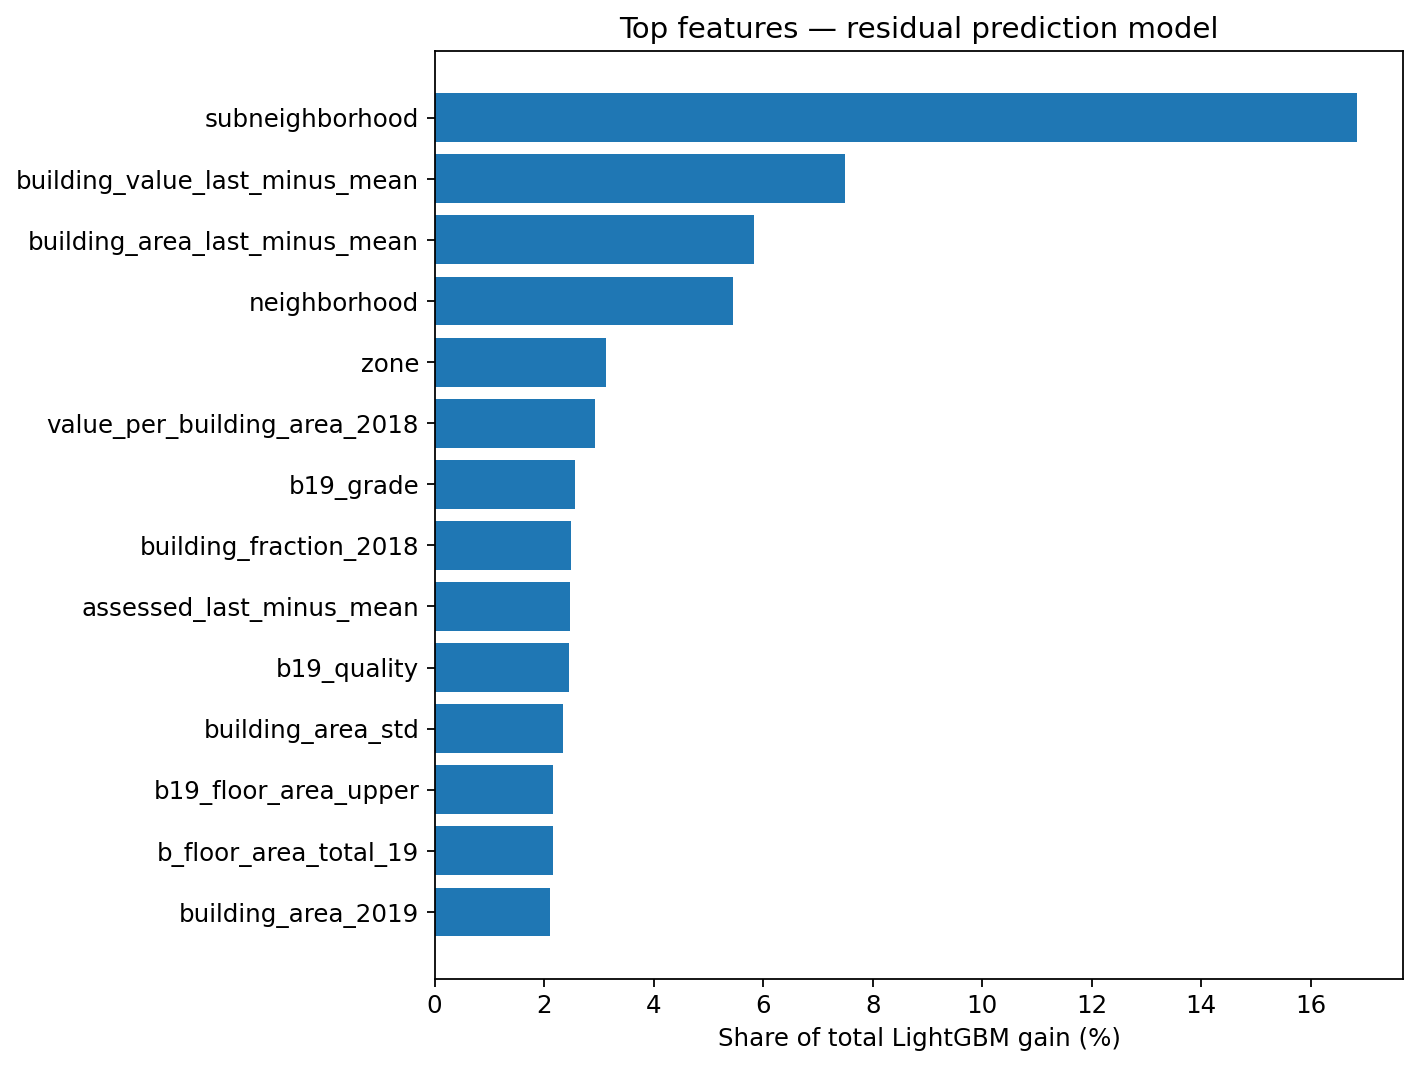 Top features — residual prediction model
subneighborhood
building_value_last_minus_mean
building_area_last_minus_mean
neighborhood
zone
value_per_building_area_2018
b19_grade
building_fraction_2018
assessed_last_minus_mean
b19_quality
building_area_std
b19_floor_area_upper
b_floor_area_total_19
building_area_2019
0 2 4 6 8 10 12 14 16
Share of total LightGBM gain (%)